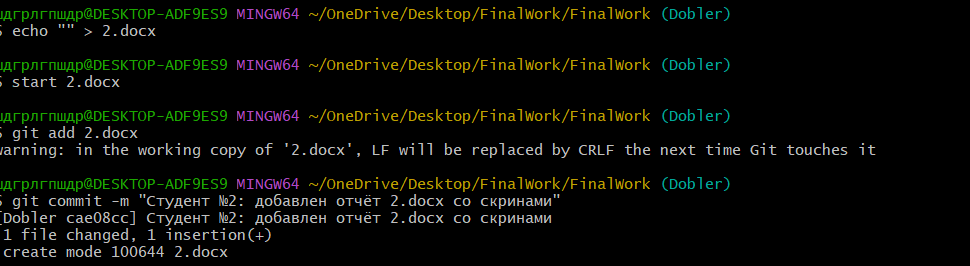 шдгрлгпшдр@DESKTOP-ADF9ES9 MINGW64 ~/OneDrive/Desktop/FinalWork/FinalWork (Dobler)
$ echo "" > 2.docx
шдгрлгпшдр@DESKTOP-ADF9ES9 MINGW64 ~/OneDrive/Desktop/FinalWork/FinalWork (Dobler)
$ start 2.docx
шдгрлгпшдр@DESKTOP-ADF9ES9 MINGW64 ~/OneDrive/Desktop/FinalWork/FinalWork (Dobler)
$ git add 2.docx
warning: in the working copy of '2.docx', LF will be replaced by CRLF the next time Git touches it
шдгрлгпшдр@DESKTOP-ADF9ES9 MINGW64 ~/OneDrive/Desktop/FinalWork/FinalWork (Dobler)
$ git commit -m "Студент №2: добавлен отчёт 2.docx со скринами"
[Dobler cae08cc] Студент №2: добавлен отчёт 2.docx со скринами
1 file changed, 1 insertion(+)
create mode 100644 2.docx